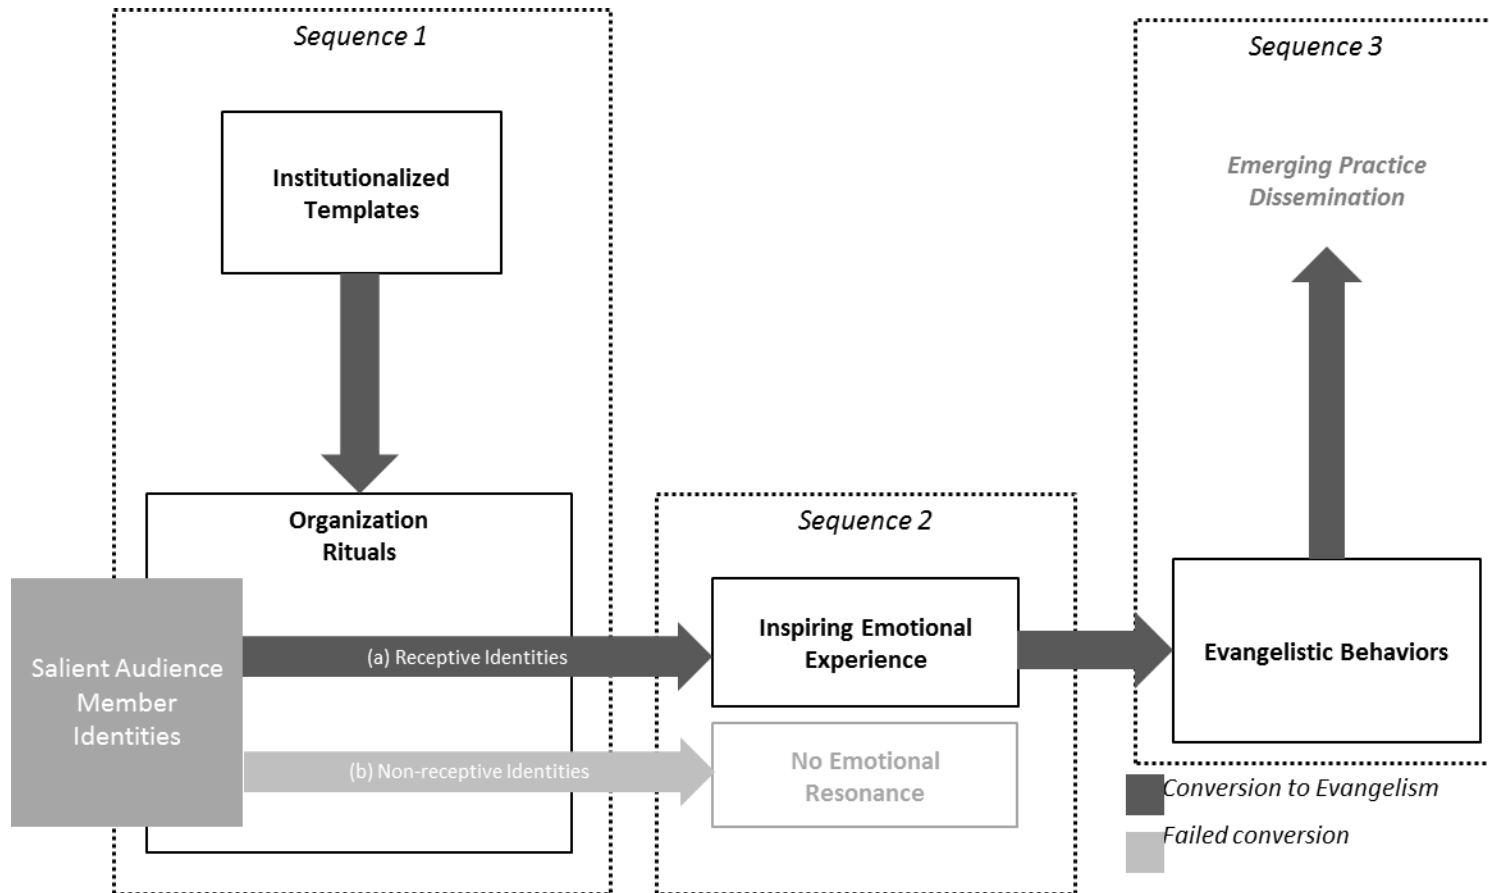 Sequence 1
Institutionalized
Templates
Organization
Rituals
Salient Audience
Member
Identities
(a) Receptive Identities
(b) Non-receptive Identities
Sequence 2
Inspiring Emotional
Experience
No Emotional
Resonance
Sequence 3
Emerging Practice
Dissemination
Evangelistic Behaviors
Conversion to Evangelism
Failed conversion